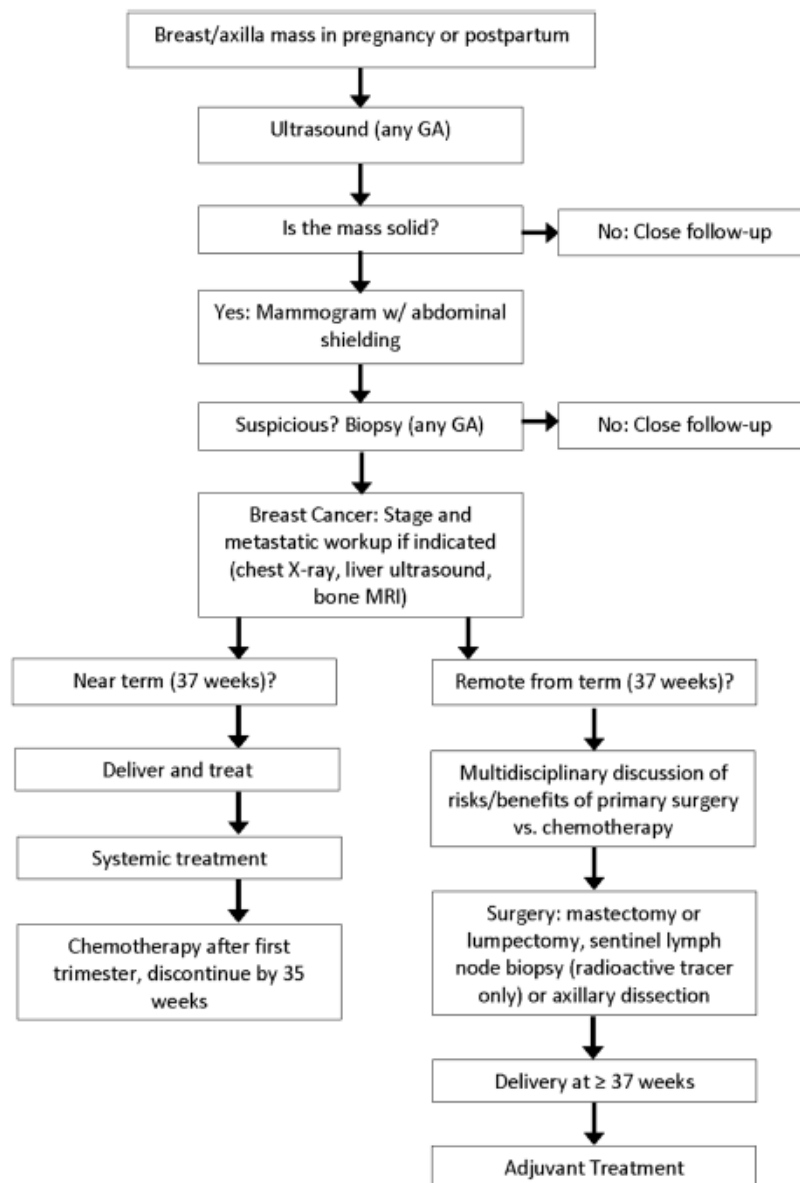 Breast/axilla mass in pregnancy or postpartum
Ultrasound (any GA)
Is the mass solid?
No: Close follow-up
Yes: Mammogram w/ abdominal
shielding
Suspicious? Biopsy (any GA)
No: Close follow-up
Breast Cancer: Stage and
metastatic workup if indicated
(chest X-ray, liver ultrasound,
bone MRI)
Near term (37 weeks)?
Deliver and treat
Systemic treatment
Chemotherapy after first
trimester, discontinue by 35
weeks
Remote from term (37 weeks)?
Multidisciplinary discussion of
risks/benefits of primary surgery
vs. chemotherapy
Surgery: mastectomy or
lumpectomy, sentinel lymph
node biopsy (radioactive tracer
only) or axillary dissection
Delivery at ≥ 37 weeks
Adjuvant Treatment